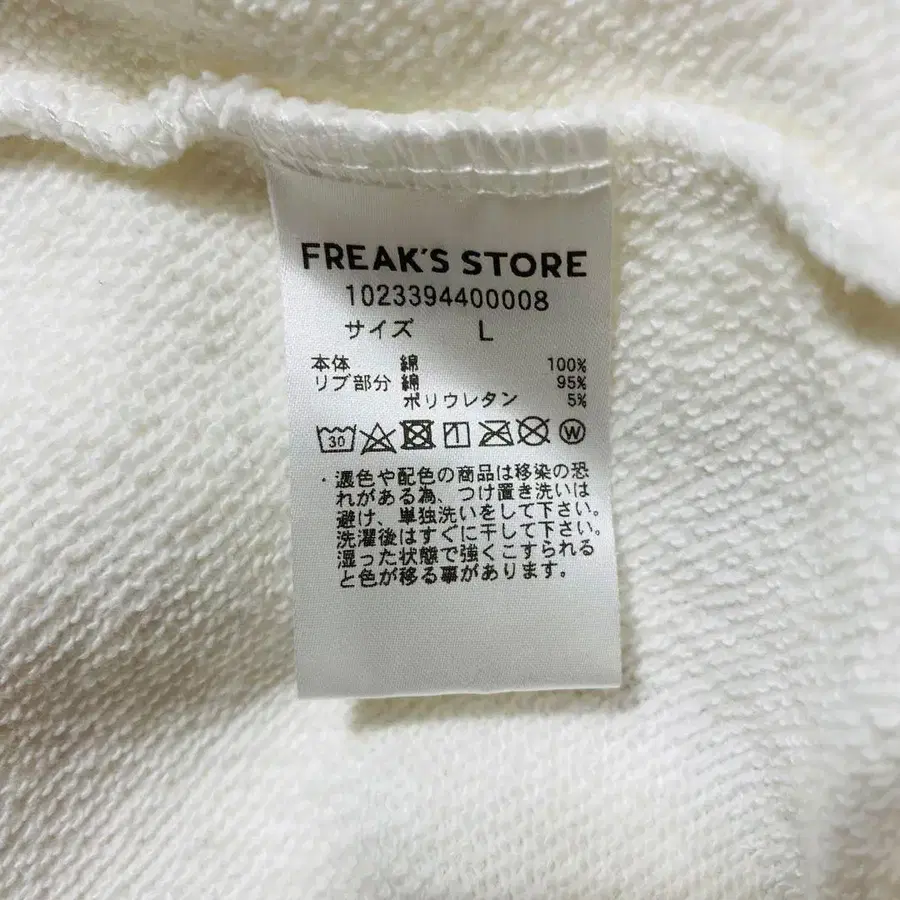 FREAK'S STORE
1023394400008
サイズ L
本体 綿 100%
リブ部分 綿 95%
ポリウレタン 5%
30 W
・濃色や配色の商品は移染の恐
れがある為、つけ置き洗いは
避け、単独洗いをして下さい。
洗濯後はすぐに干して下さい。
湿った状態で強くこすられる
と色が移る事があります。